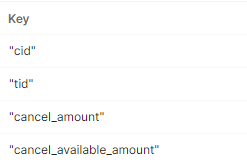 Key
"cid"
"tid"
"cancel_amount"
"cancel_available_amount"